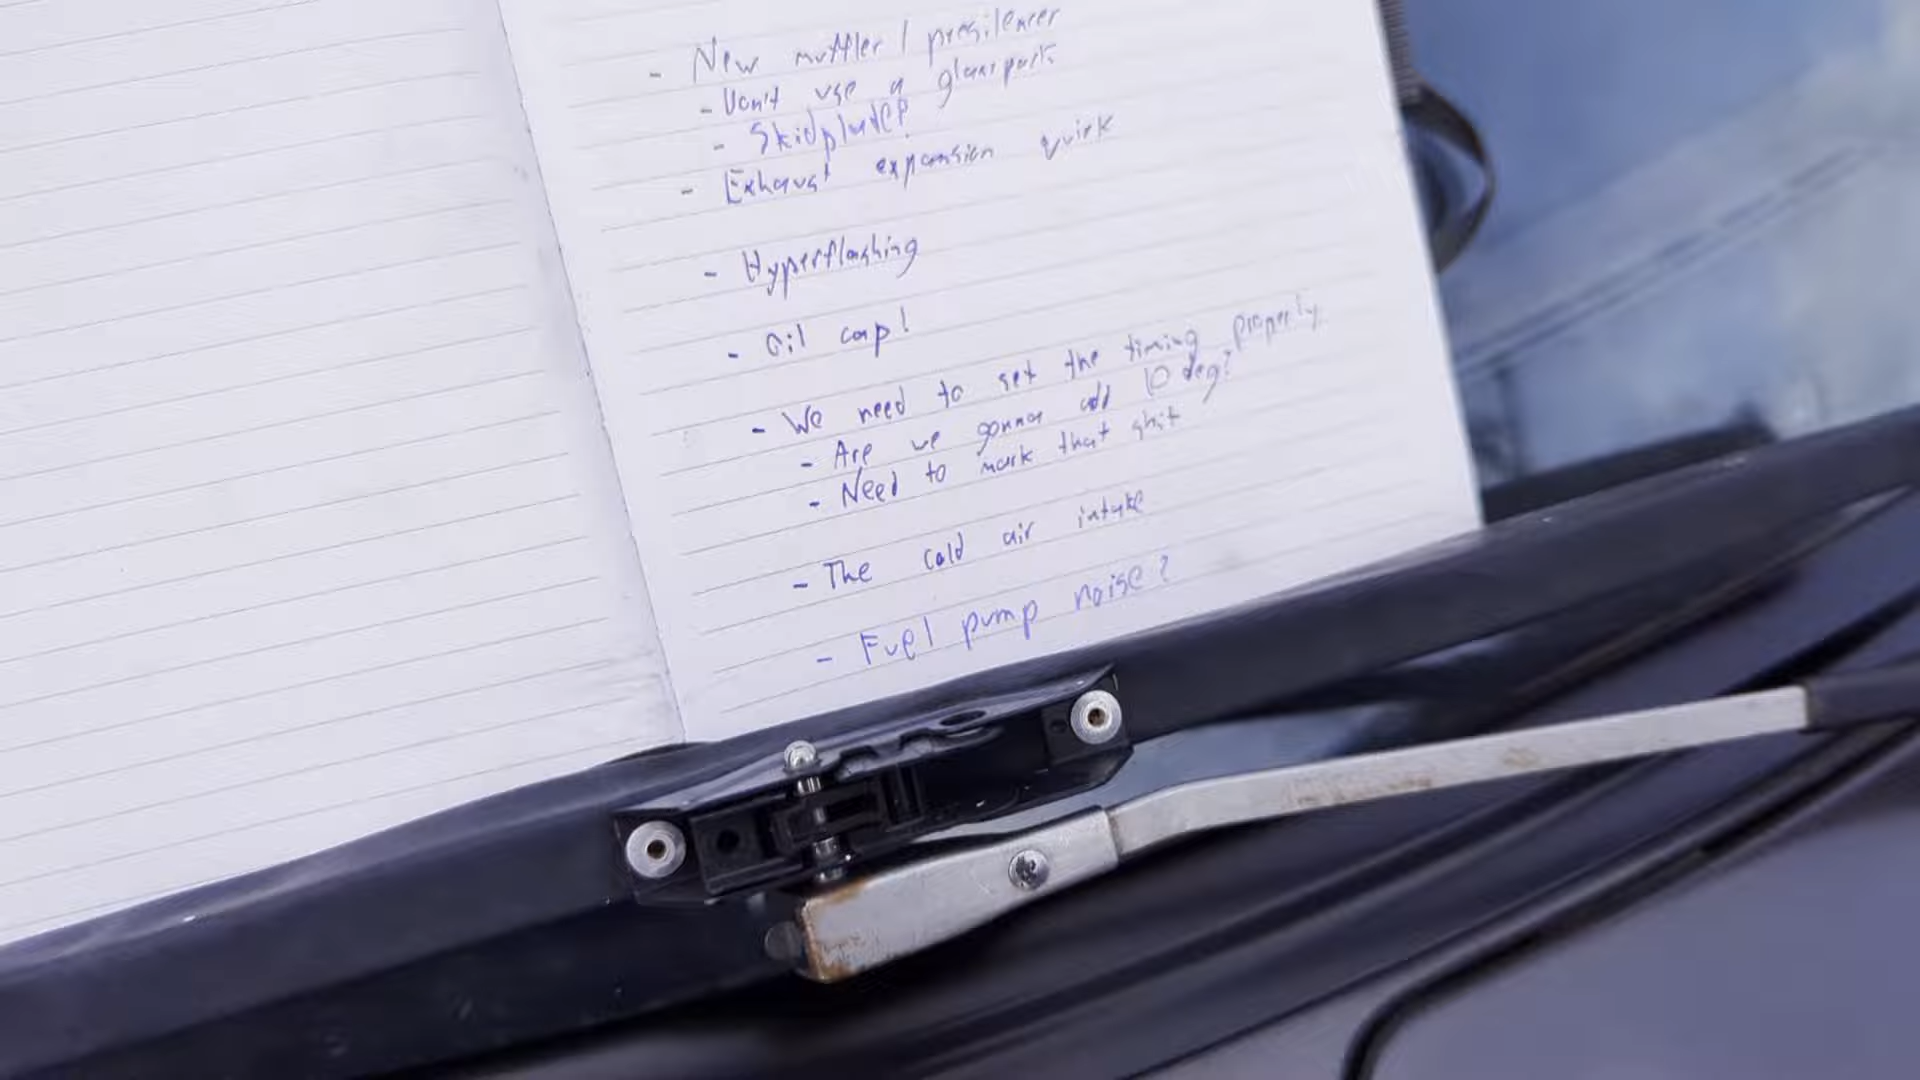 - New muffler / presilencer
- Don't use a glasspack
- Skidplate?
- Exhaust expansion quirk
- Hyperflashing
- Oil cap!
- We need to set the timing properly
- Are we gonna add 10 deg?
- Need to mark that shit
- The cold air intake
- Fuel pump noise?